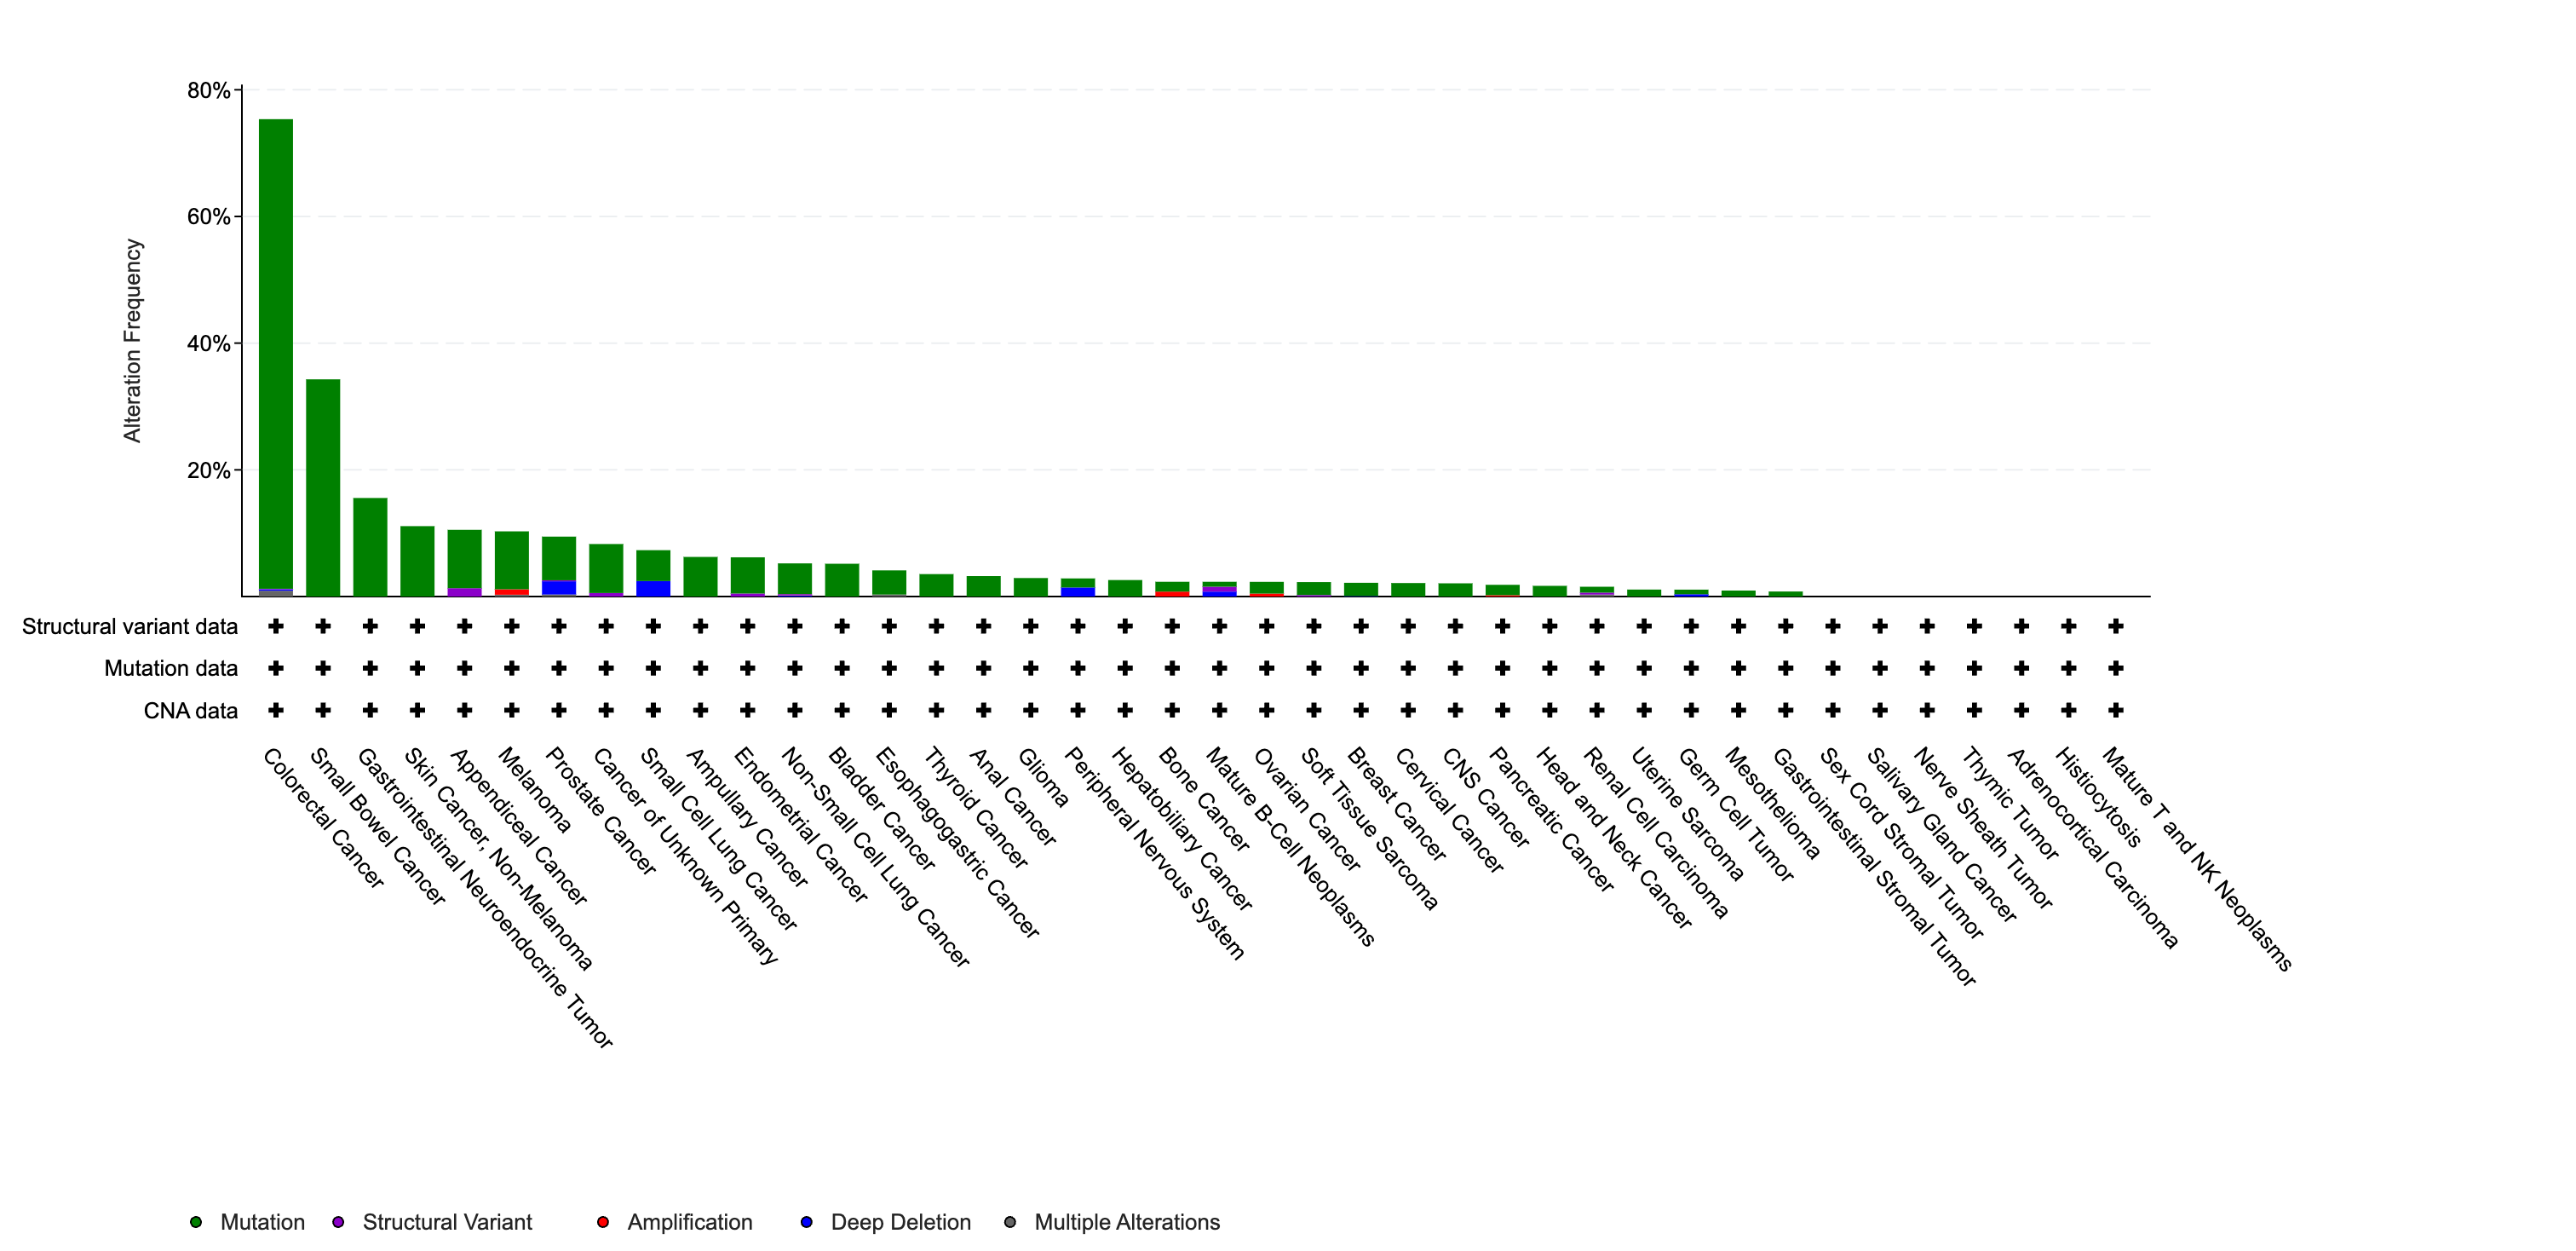 80%
60%
40%
20%
Alteration Frequency
Structural variant data
Mutation data
CNA data
Colorectal Cancer
Small Bowel Cancer
Gastrointestinal Neuroendocrine Tumor
Skin Cancer, Non-Melanoma
Appendiceal Cancer
Melanoma
Prostate Cancer
Cancer of Unknown Primary
Small Cell Lung Cancer
Ampullary Cancer
Endometrial Cancer
Non-Small Cell Lung Cancer
Bladder Cancer
Esophagogastric Cancer
Thyroid Cancer
Anal Cancer
Glioma
Peripheral Nervous System
Hepatobiliary Cancer
Bone Cancer
Mature B-Cell Neoplasms
Ovarian Cancer
Soft Tissue Sarcoma
Breast Cancer
Cervical Cancer
CNS Cancer
Pancreatic Cancer
Head and Neck Cancer
Renal Cell Carcinoma
Uterine Sarcoma
Germ Cell Tumor
Mesothelioma
Gastrointestinal Stromal Tumor
Sex Cord Stromal Tumor
Salivary Gland Cancer
Nerve Sheath Tumor
Thymic Tumor
Adrenocortical Carcinoma
Histiocytosis
Mature T and NK Neoplasms
Mutation
Structural Variant
Amplification
Deep Deletion
Multiple Alterations